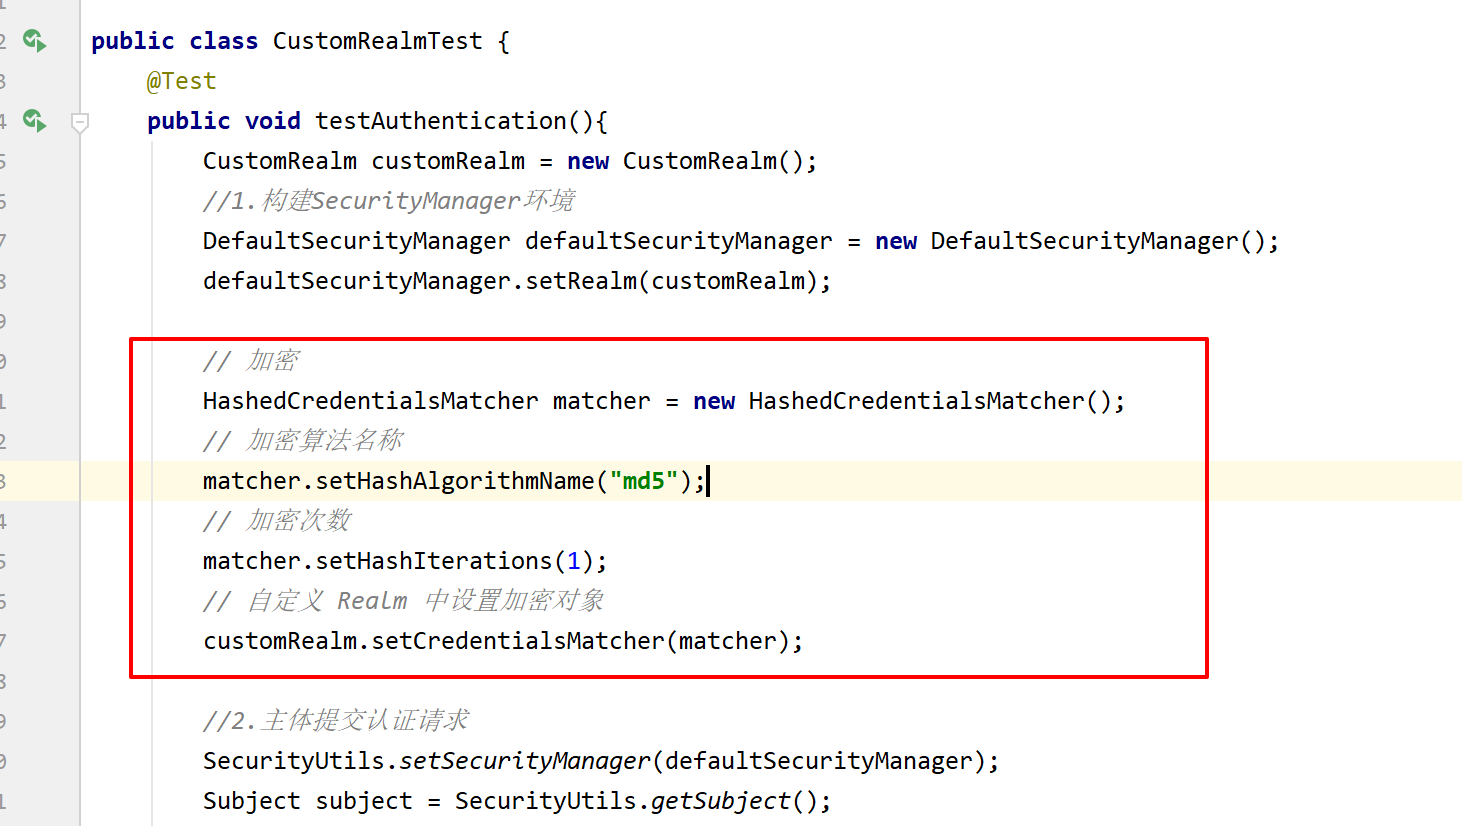 public class CustomRealmTest {
@Test
public void testAuthentication(){
CustomRealm customRealm = new CustomRealm();
//1.构建SecurityManager环境
DefaultSecurityManager defaultSecurityManager = new DefaultSecurityManager();
defaultSecurityManager.setRealm(customRealm);
// 加密
HashedCredentialsMatcher matcher = new HashedCredentialsMatcher();
// 加密算法名称
matcher.setHashAlgorithmName("md5");
// 加密次数
matcher.setHashIterations(1);
// 自定义 Realm 中设置加密对象
customRealm.setCredentialsMatcher(matcher);
//2.主体提交认证请求
SecurityUtils.setSecurityManager(defaultSecurityManager);
Subject subject = SecurityUtils.getSubject();